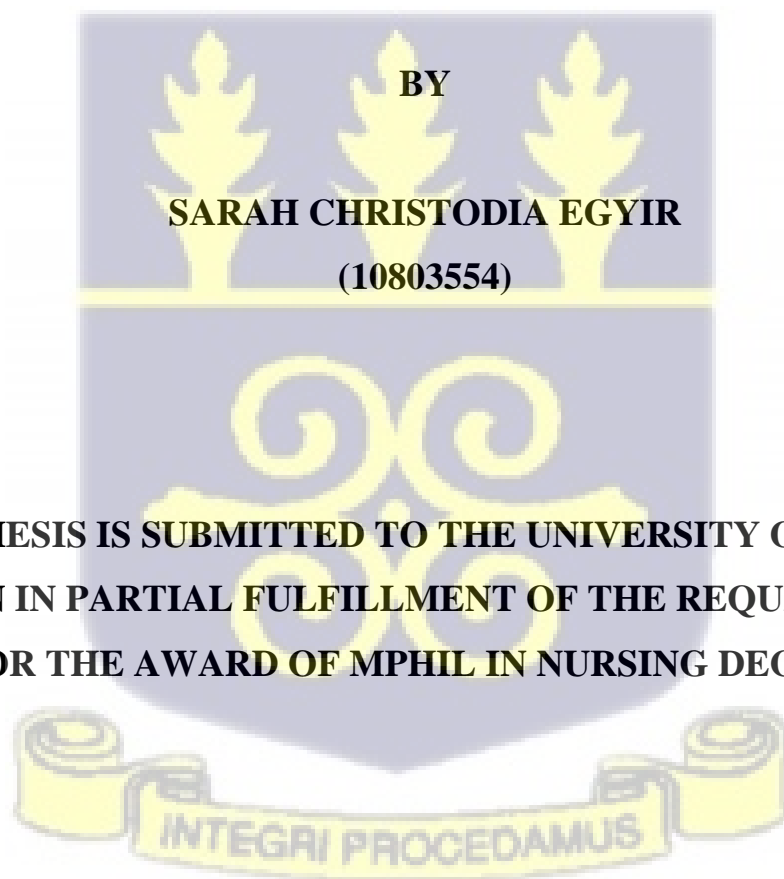 BY
SARAH CHRISTODIA EGYIR
(10803554)
HESIS IS SUBMITTED TO THE UNIVERSITY
IN PARTIAL FULFILLMENT OF THE REQU
OR THE AWARD OF MPHIL IN NURSING DEG
INTEGRI PROCEDAMUS